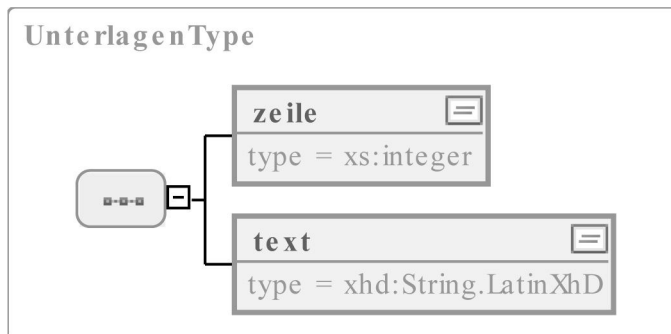 UnterlagenType
zeile
type = xs:integer
text
type = xhd:String.LatinXhD